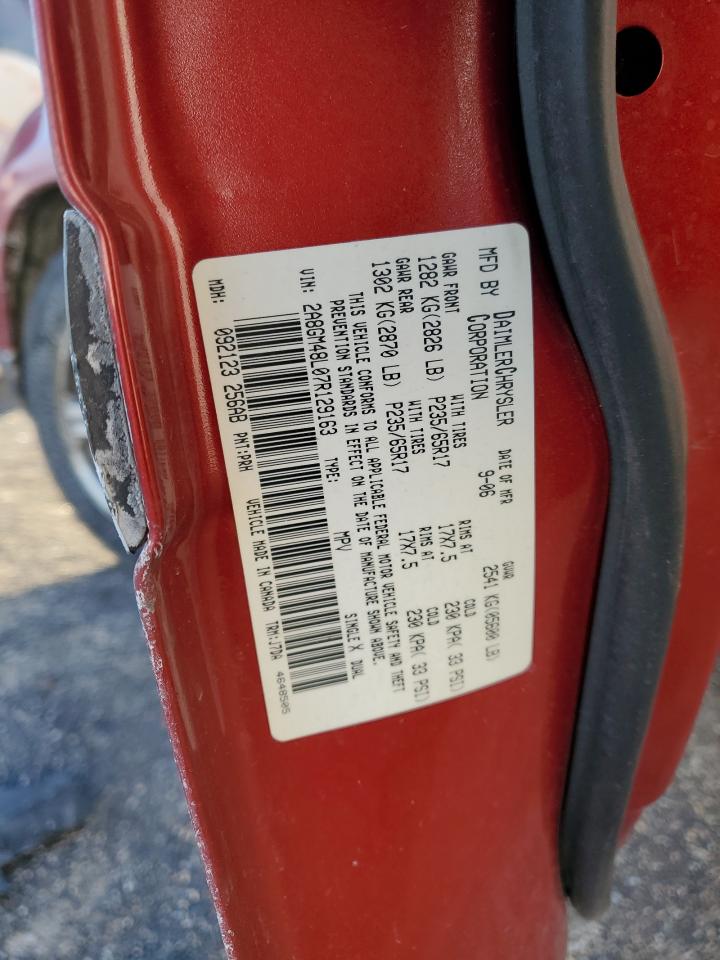 MFD BY DAIMLERCHRYSLER CORPORATION DATE OF MFR 9-06 GVWR 2541 KG(05600 LB)
GAWR FRONT WITH TIRES RIMS AT COLD
1282 KG(2826 LB) P235/65R17 17X7.5 230 KPA( 33 PSI)
GAWR REAR WITH TIRES RIMS AT COLD
1302 KG(2870 LB) P235/65R17 17X7.5 230 KPA( 33 PSI)
THIS VEHICLE CONFORMS TO ALL APPLICABLE FEDERAL MOTOR VEHICLE SAFETY AND THEFT
PREVENTION STANDARDS IN EFFECT ON THE DATE OF MANUFACTURE SHOWN ABOVE.
VIN: 2A8GM48L07R129163 TYPE: MPV SINGLE X DUAL
MDH: 092123 256AB PNT:PRH VEHICLE MADE IN CANADA TRM:J7DA 4648505